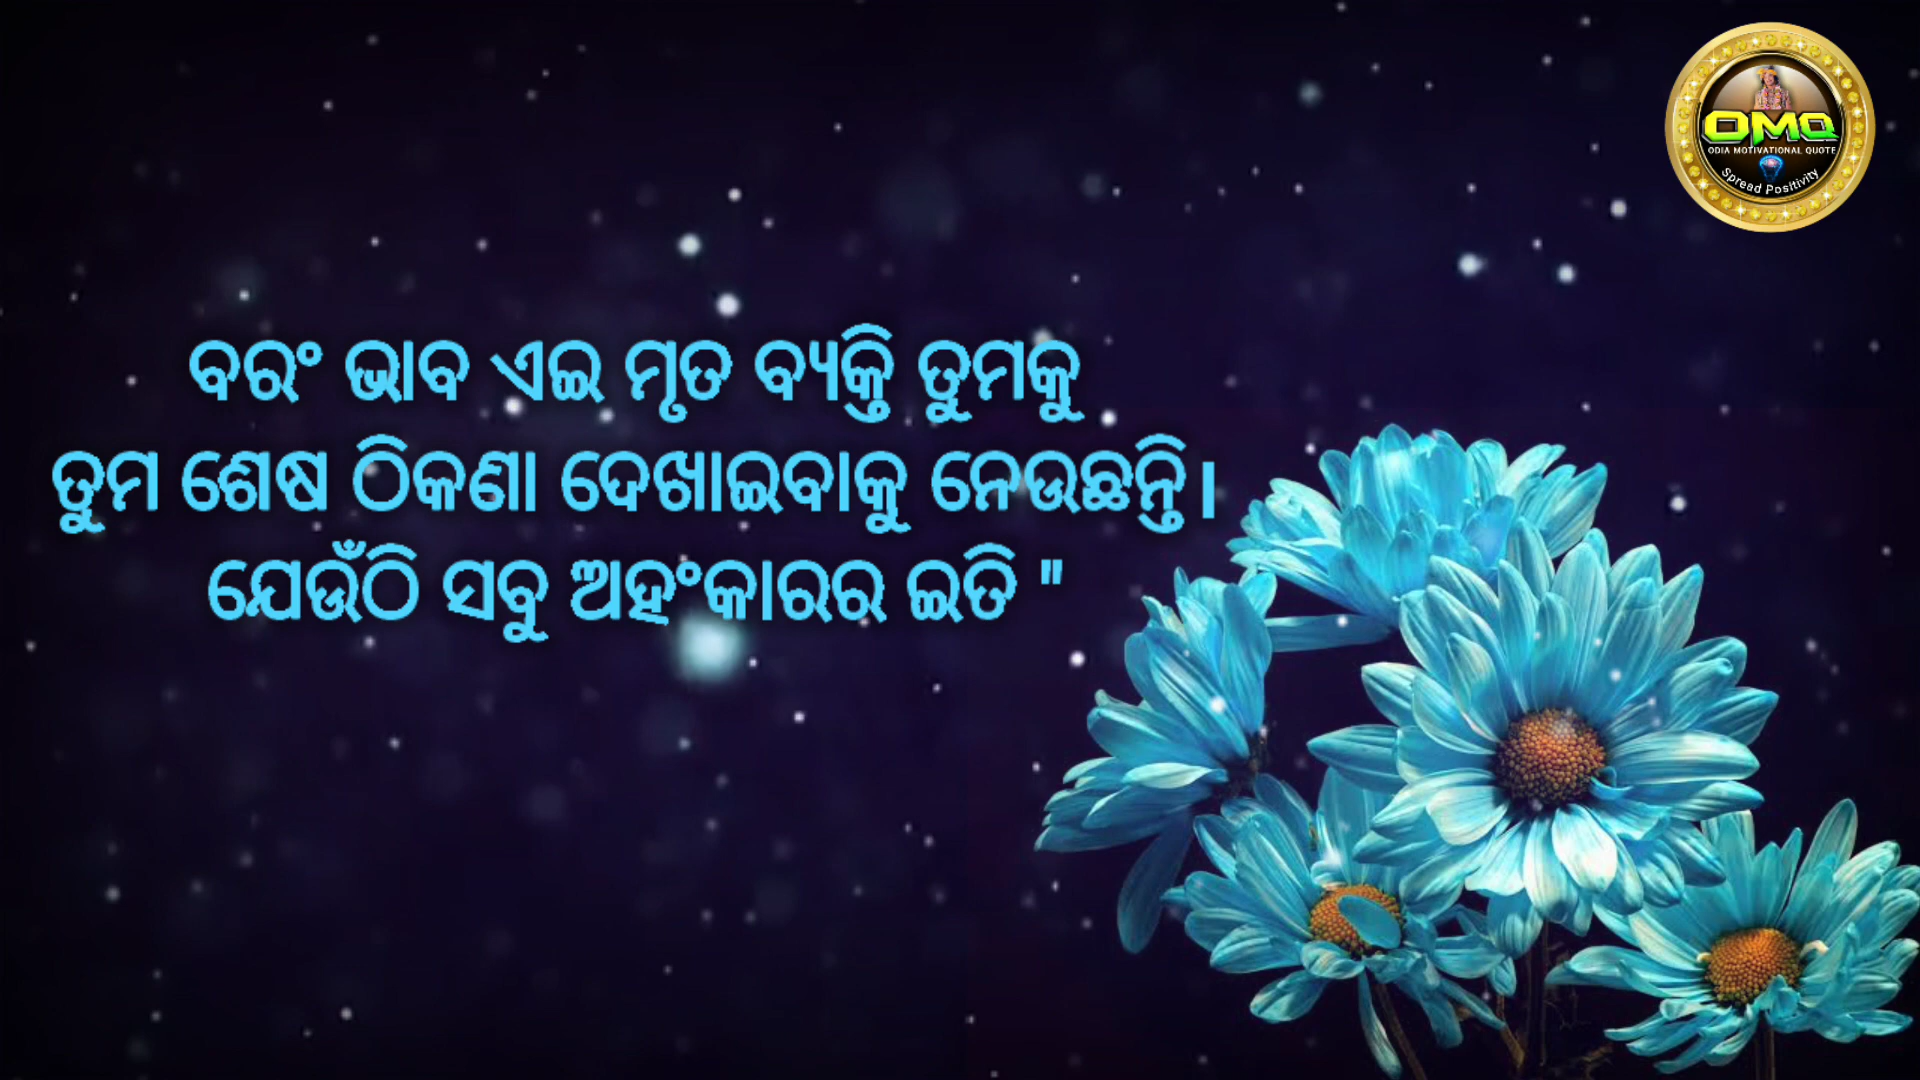 OMQ
ODIA MOTIVATIONAL QUOTE
Spread Positivity
ବରଂ ଭାବ ଏଇ ମୃତ ବ୍ୟକ୍ତି ତୁମକୁ
ତୁମ ଶେଷ ଠିକଣା ଦେଖାଇବାକୁ ନେଉଛନ୍ତି।
ଯେଉଁଠି ସବୁ ଅହଂକାରର ଇତି "